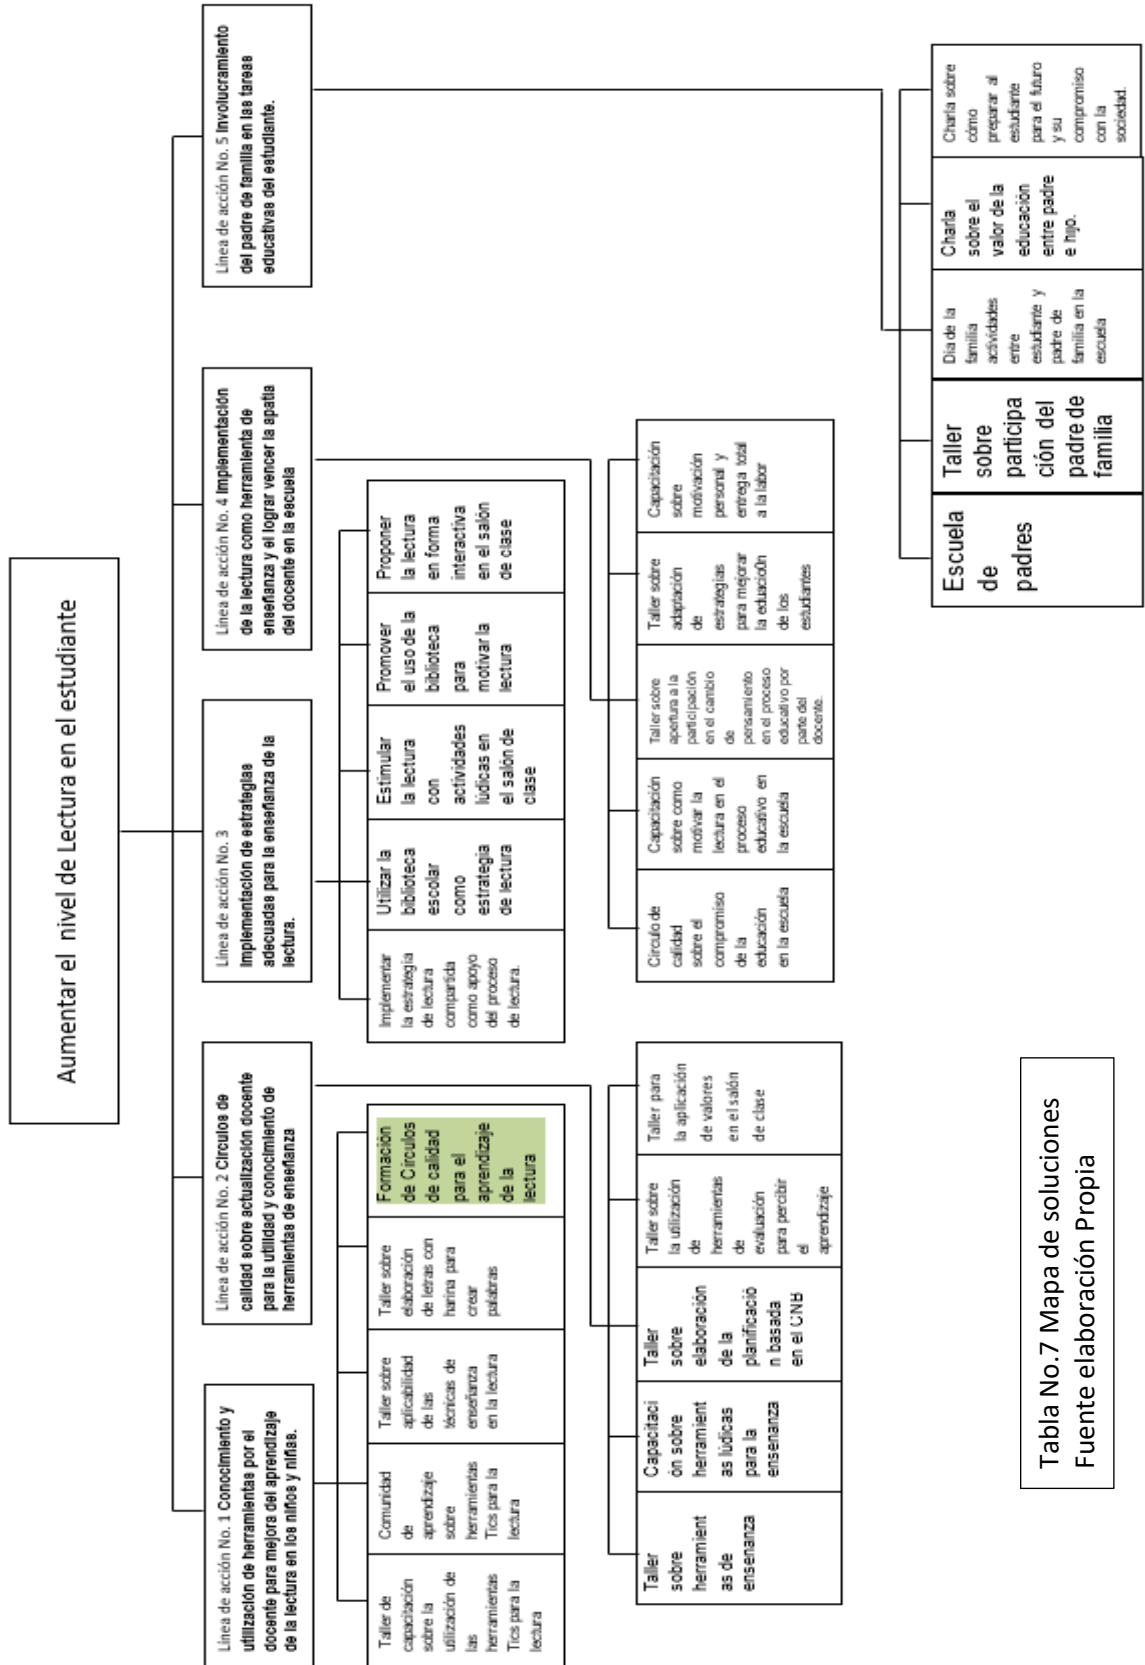 Aumentar el nivel de Lectura en el estudiante
Línea de acción No. 1 Conocimiento y
utilización de herramientas por el
docente para mejora del aprendizaje
de la lectura en los niños y niñas.
Línea de acción No. 2 Círculos de
calidad sobre actualización docente
para la utilidad y conocimiento de
herramientas de enseñanza
Línea de acción No. 3
Implementación de estrategias
adecuadas para la enseñanza de la
lectura.
Línea de acción No. 4 Implementación
de la lectura como herramienta de
enseñanza y el lograr vencer la apatía
del docente en la escuela
Línea de acción No. 5 Involucramiento
del padre de familia en las tareas
educativas del estudiante.
Taller de
capacitación
sobre la
utilización de
las
herramientas
Tics para la
lectura
Comunidad
de
aprendizaje
sobre
herramientas
Tics para la
lectura
Taller sobre
aplicabilidad
de las
técnicas de
enseñanza
en la lectura
Taller sobre
elaboración
de letras con
harina para
crear
palabras
Formación
de Círculos
de calidad
para el
aprendizaje
de la
lectura
Implementar
la estrategia
de lectura
compartida
como apoyo
del proceso
de lectura.
Utilizar la
biblioteca
escolar
como
estrategia
de lectura
Estimular
la lectura
con
actividades
lúdicas en
el salón de
clase
Promover
el uso de la
biblioteca
para
motivar la
lectura
Proponer
la lectura
en forma
interactiva
en el salón
de clase
Taller
sobre
herramient
as de
ensenanza
Capacitaci
ón sobre
herramient
as lúdicas
para la
ensenanza
Taller
sobre
elaboración
de la
planificació
n basada
en el CNB
Taller sobre
la utilización
de
herramientas
de
evaluación
para percibir
el
aprendizaje
Taller para
la aplicación
de valores
en el salón
de clase
Circulo de
calidad
sobre el
compromiso
de la
educación
en la escuela
Capacitación
sobre como
motivar la
lectura en el
proceso
educativo en
la escuela
Taller sobre
apertura a la
participación
en el cambio
de
pensamiento
en el proceso
educativo por
parte del
docente.
Taller sobre
adaptación
de
estrategias
para mejorar
la eduaci0n
de los
estudiantes
Capacitación
sobre
motivación
personal y
entrega total
a la labor
Escuela
de
padres
Taller
sobre
participa
ción del
padre de
familia
Dia de la
familia
actividades
entre
estudiante y
padre de
familia en la
escuela
Charla
sobre el
valor de la
educación
entre padre
e hijo.
Charla sobre
cómo
preparar al
estudiante
para el futuro
y su
compromiso
con la
sociedad.
Tabla No.7 Mapa de soluciones
Fuente elaboración Propia